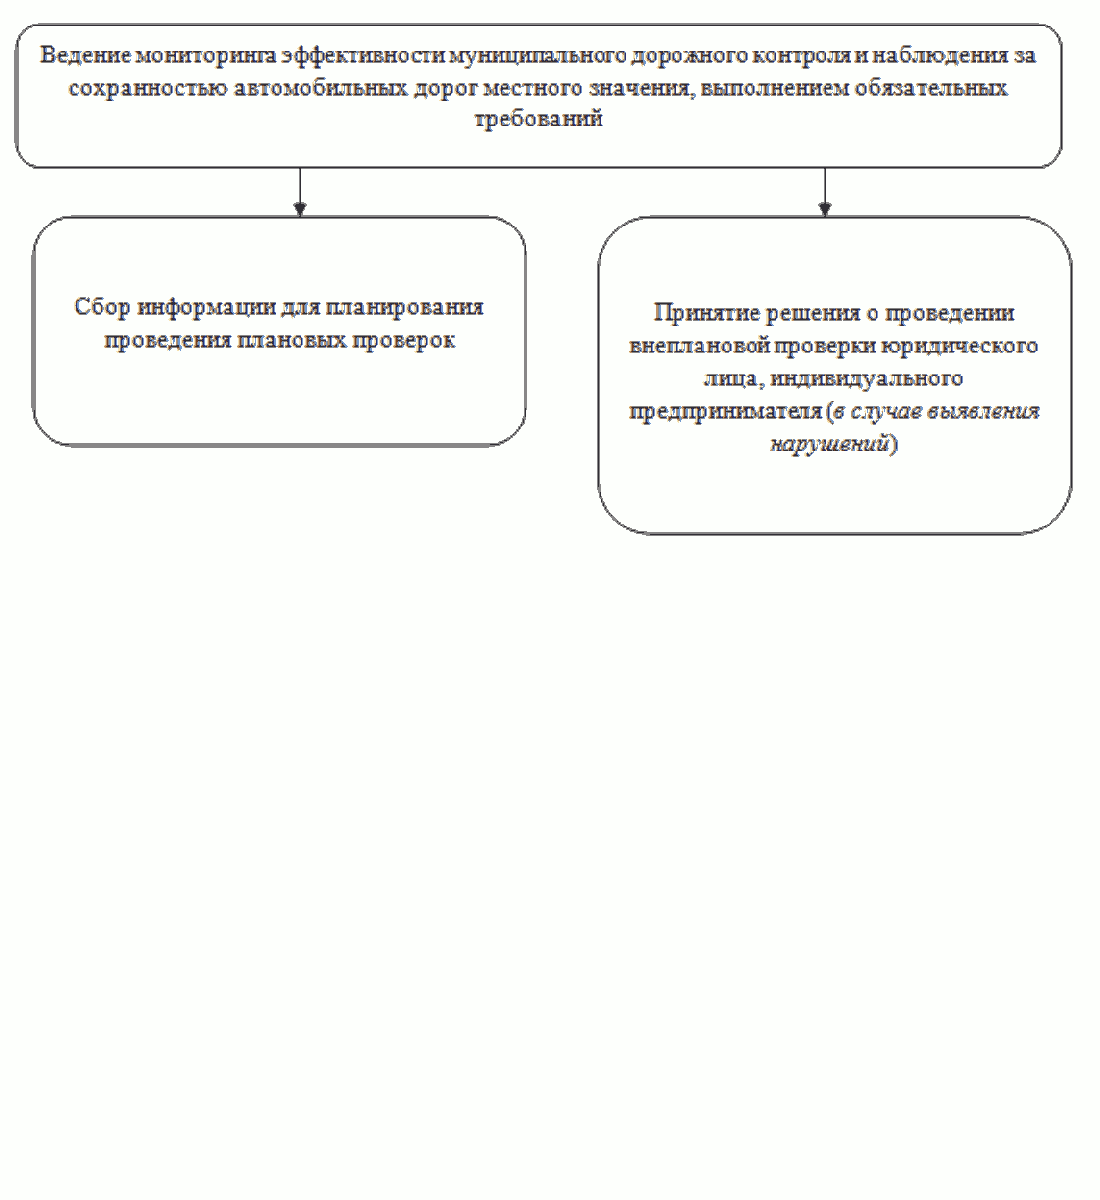 Ведение мониторинга эффективности муниципального дорожного контроля и наблюдения за
сохранностью автомобильных дорог местного значения, выполнением обязательных
требований
Сбор информации для планирования
проведения плановых проверок
Принятие решения о проведении
внеплановой проверки юридического
лица, индивидуального
предпринимателя (в случае выявления
нарушений)